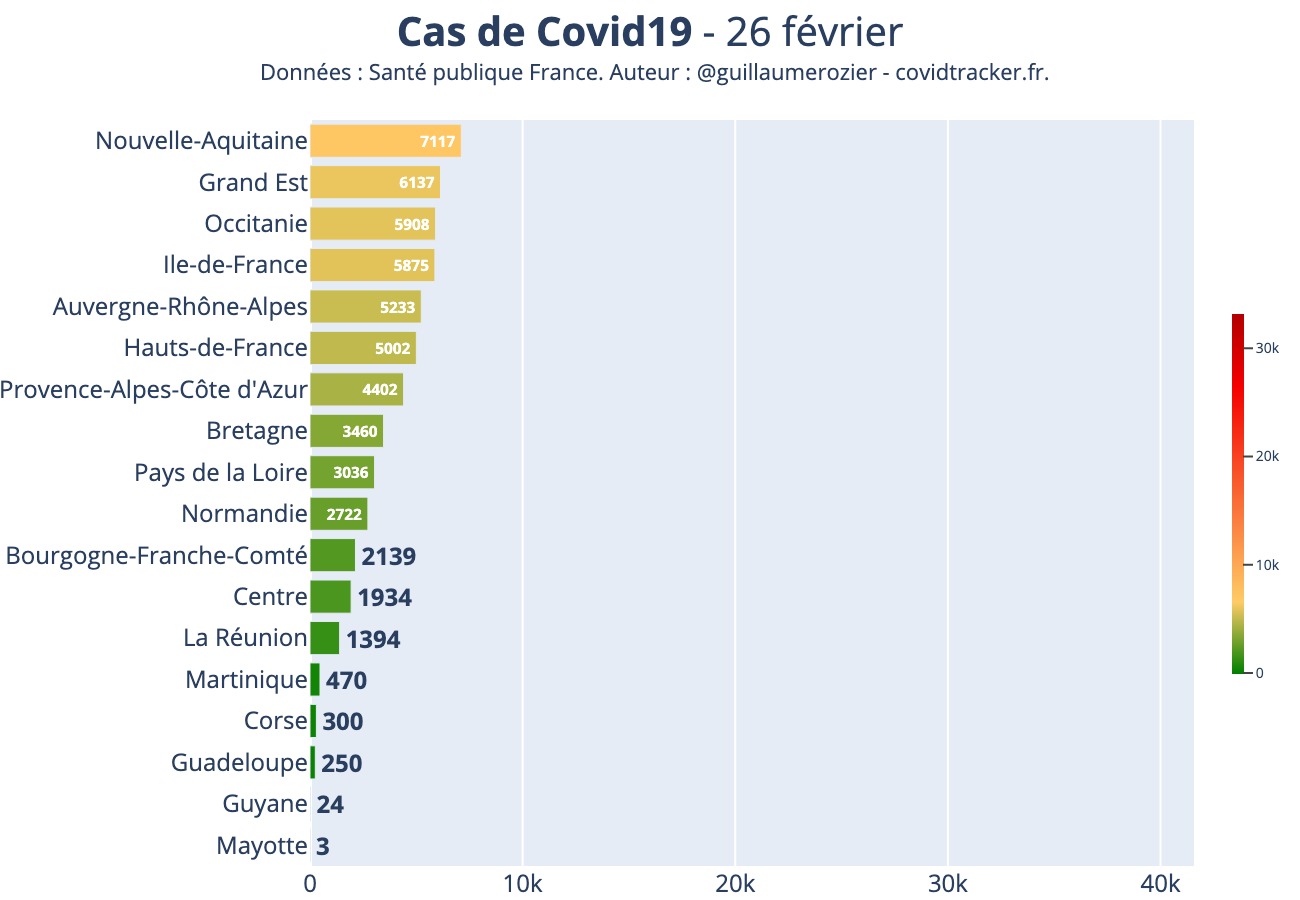 Cas de Covid19 - 26 février
Données : Santé publique France. Auteur : @guillaumerozier - covidtracker.fr.
Nouvelle-Aquitaine 7117
Grand Est 6137
Occitanie 5908
Ile-de-France 5875
Auvergne-Rhône-Alpes 5233
Hauts-de-France 5002
Provence-Alpes-Côte d'Azur 4402
Bretagne 3460
Pays de la Loire 3036
Normandie 2722
Bourgogne-Franche-Comté 2139
Centre 1934
La Réunion 1394
Martinique 470
Corse 300
Guadeloupe 250
Guyane 24
Mayotte 3
0 10k 20k 30k 40k
30k
20k
10k
0